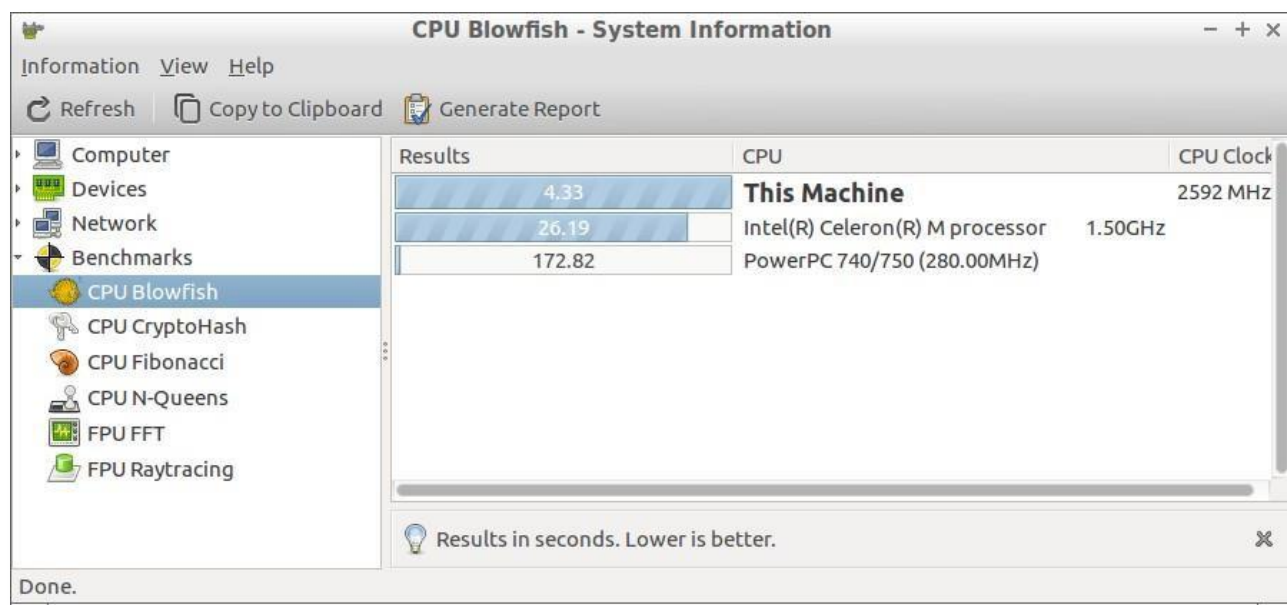 CPU Blowfish - System Information
Information View Help
Refresh Copy to Clipboard Generate Report
Computer
Devices
Network
Benchmarks
CPU Blowfish
CPU CryptoHash
CPU Fibonacci
CPU N-Queens
FPU FFT
FPU Raytracing
Results CPU CPU Clock
4.33 This Machine 2592 MHz
26.19 Intel(R) Celeron(R) M processor 1.50GHz
172.82 PowerPC 740/750 (280.00MHz)
Results in seconds. Lower is better.
Done.